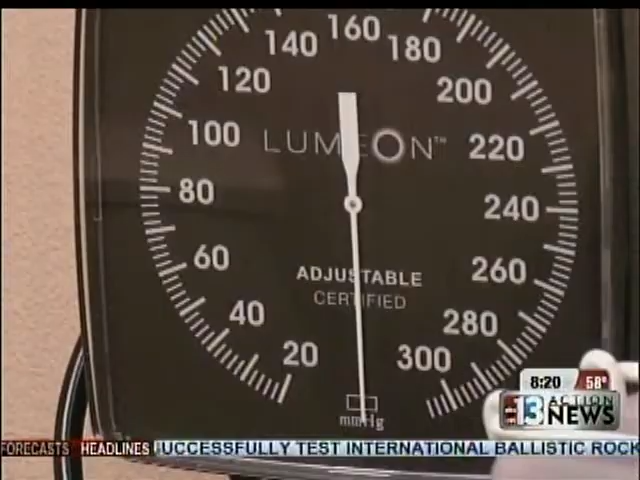 160
140
180
120
200
100
LUMEON™
220
80
240
60
ADJUSTABLE
CERTIFIED
260
40
280
20
300
mmHg
8:20 58°
13 ACTION NEWS
FORECASTS HEADLINES UCCESSFULLY TEST INTERNATIONAL BALLISTIC ROCK